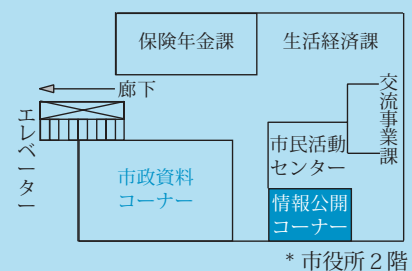 保険年金課
生活経済課
廊下
エレベーター
交流事業課
市民活動
センター
市政資料
コーナー
情報公開
コーナー
*市役所2階